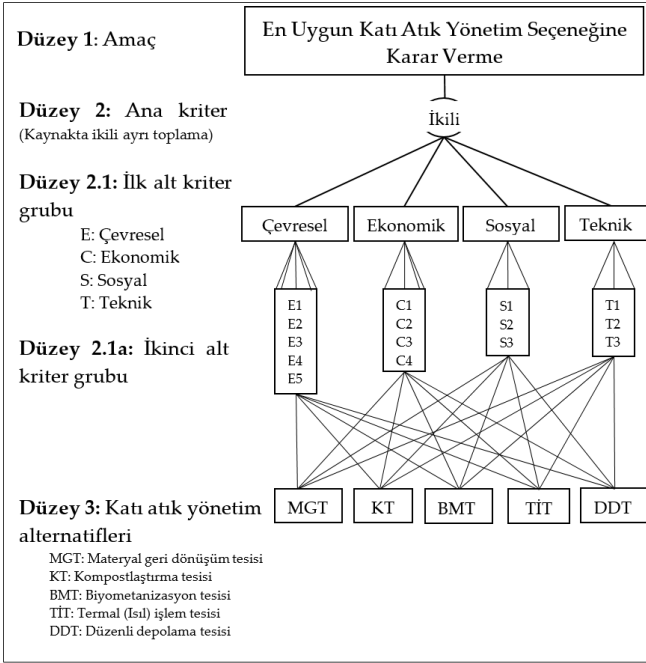 Düzey 1: Amaç
En Uygun Katı Atık Yönetim Seçeneğine
Karar Verme
Düzey 2: Ana kriter
(Kaynakta ikili ayrı toplama)
İkili
Düzey 2.1: İlk alt kriter
grubu
E: Çevresel
C: Ekonomik
S: Sosyal
T: Teknik
Çevresel
Ekonomik
Sosyal
Teknik
E1
E2
E3
E4
E5
C1
C2
C3
C4
S1
S2
S3
T1
T2
T3
Düzey 2.1a: İkinci alt
kriter grubu
Düzey 3: Katı atık yönetim
alternatifleri
MGT
KT
BMT
TİT
DDT
MGT: Materyal geri dönüşüm tesisi
KT: Kompostlaştırma tesisi
BMT: Biyometanizasyon tesisi
TİT: Termal (Isıl) işlem tesisi
DDT: Düzenli depolama tesisi